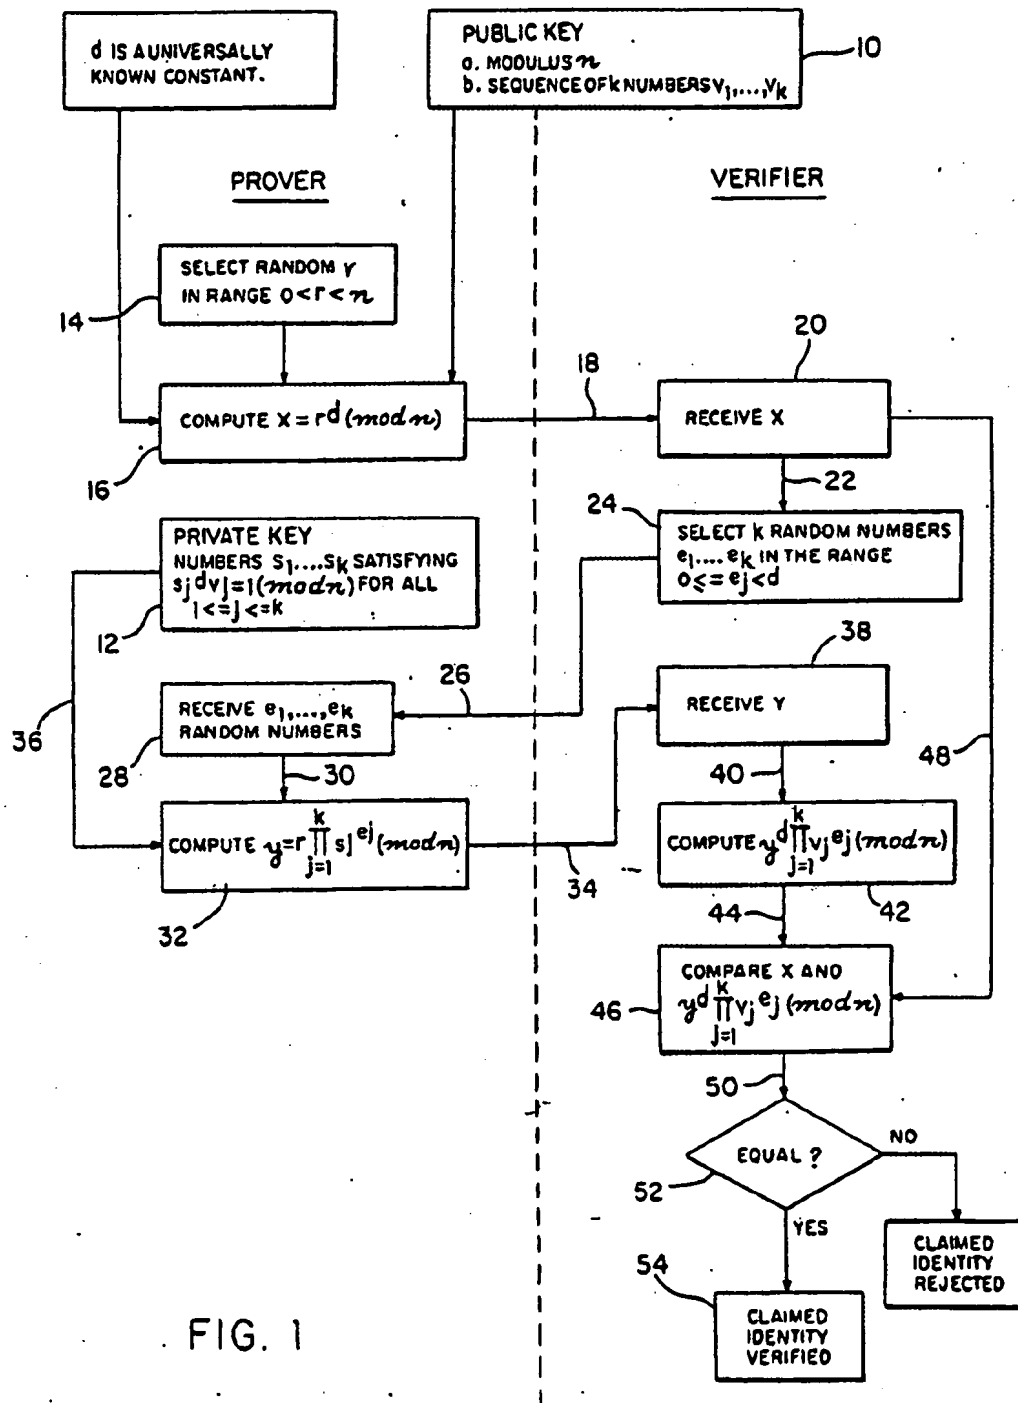 d IS A UNIVERSALLY
KNOWN CONSTANT.
PUBLIC KEY
a. MODULUS n
b. SEQUENCE OF k NUMBERS v1,...,vk
10
PROVER
VERIFIER
SELECT RANDOM r
IN RANGE 0<r<n
14
COMPUTE X = r^d (mod n)
16
18
20
RECEIVE X
22
24
SELECT k RANDOM NUMBERS
e1,...ek IN THE RANGE
0<=ej<d
PRIVATE KEY
NUMBERS S1....Sk SATISFYING
sj^d vj=1(mod n) FOR ALL
1<=j<=k
12
26
RECEIVE e1,...,ek
RANDOM NUMBERS
28
30
36
38
RECEIVE Y
40
48
COMPUTE y=r ∏_{j=1}^{k} sj^ej (mod n)
32
34
COMPUTE y^d ∏_{j=1}^{k} vj^ej (mod n)
42
44
COMPARE X AND
y^d ∏_{j=1}^{k} vj^ej (mod n)
46
50
EQUAL ?
52
NO
YES
CLAIMED
IDENTITY
REJECTED
54
CLAIMED
IDENTITY
VERIFIED
FIG. 1